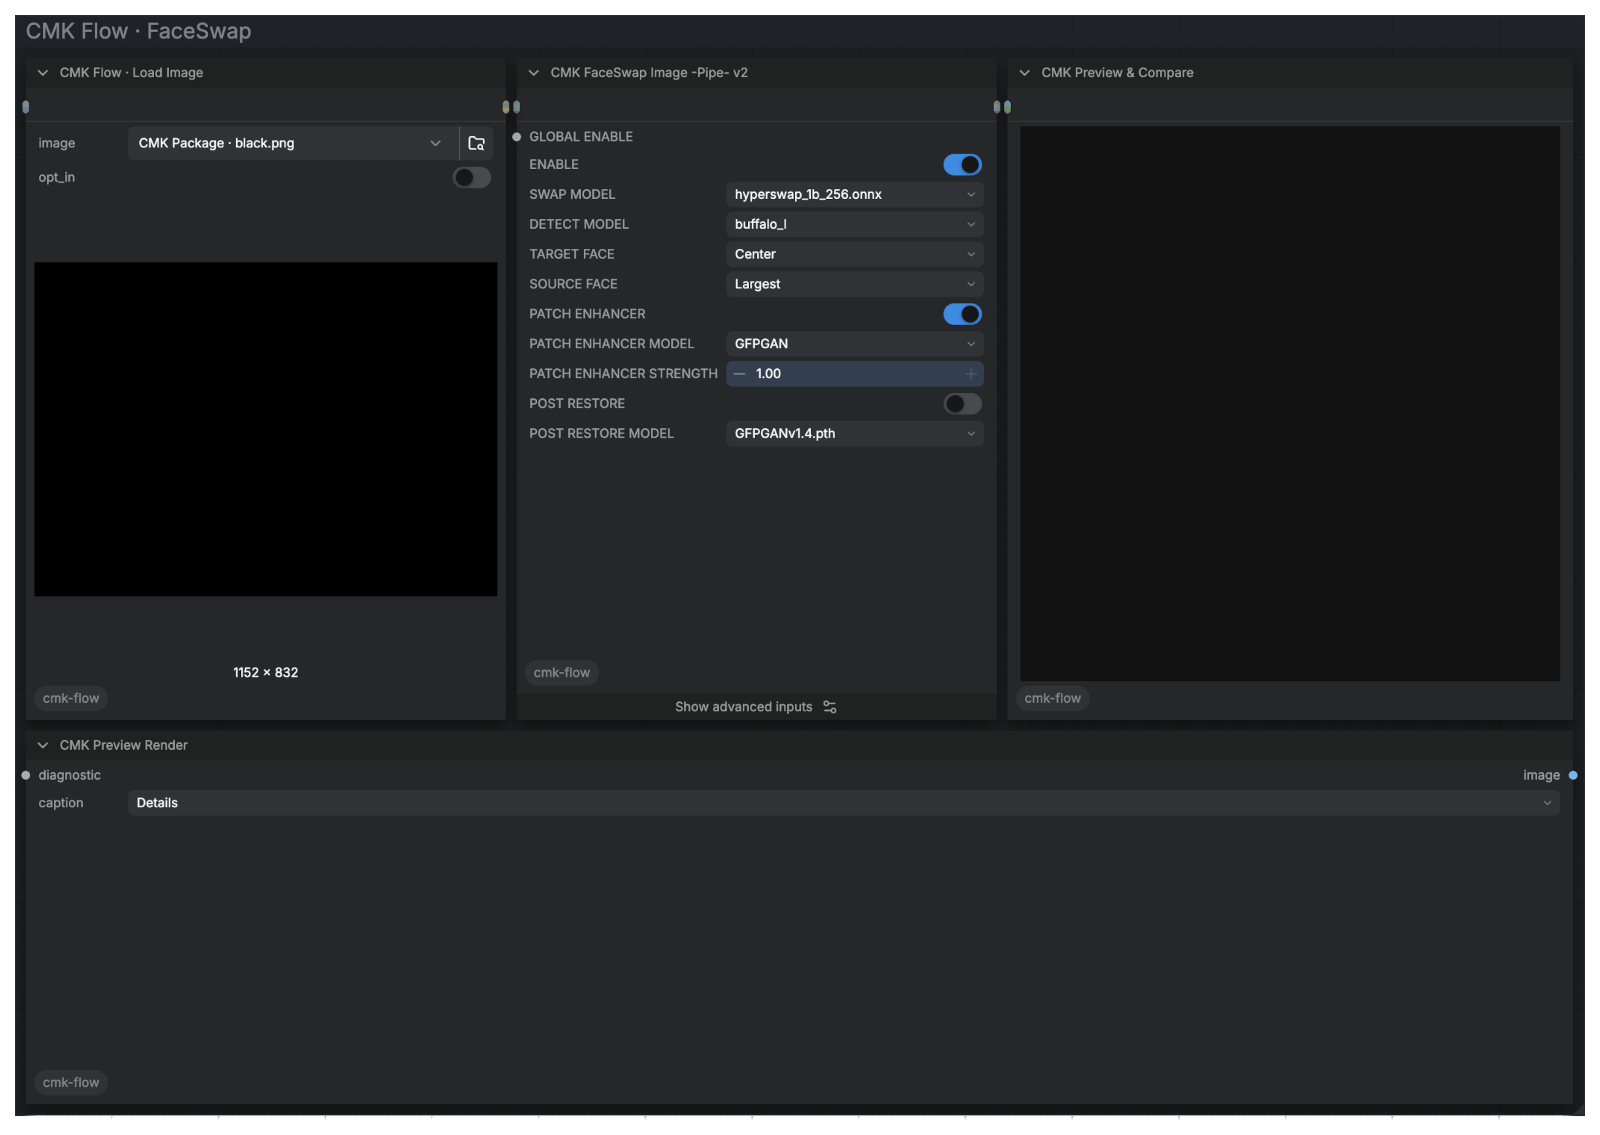 CMK Flow · FaceSwap
CMK Flow · Load Image
image
CMK Package · black.png
opt_in
1152 × 832
cmk-flow
CMK FaceSwap Image -Pipe- v2
GLOBAL ENABLE
ENABLE
SWAP MODEL
hyperswap_1b_256.onnx
DETECT MODEL
buffalo_l
TARGET FACE
Center
SOURCE FACE
Largest
PATCH ENHANCER
PATCH ENHANCER MODEL
GFPGAN
PATCH ENHANCER STRENGTH
1.00
POST RESTORE
POST RESTORE MODEL
GFPGANv1.4.pth
cmk-flow
Show advanced inputs
CMK Preview & Compare
cmk-flow
CMK Preview Render
diagnostic
image
caption
Details
cmk-flow